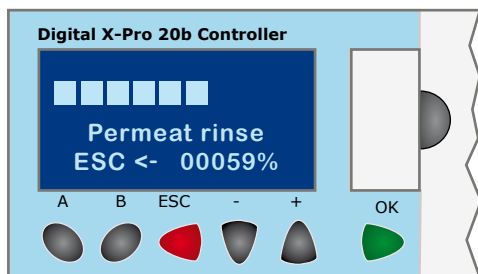 Digital X-Pro 20b Controller
Permeat rinse
ESC <- 00059%
A B ESC - + OK